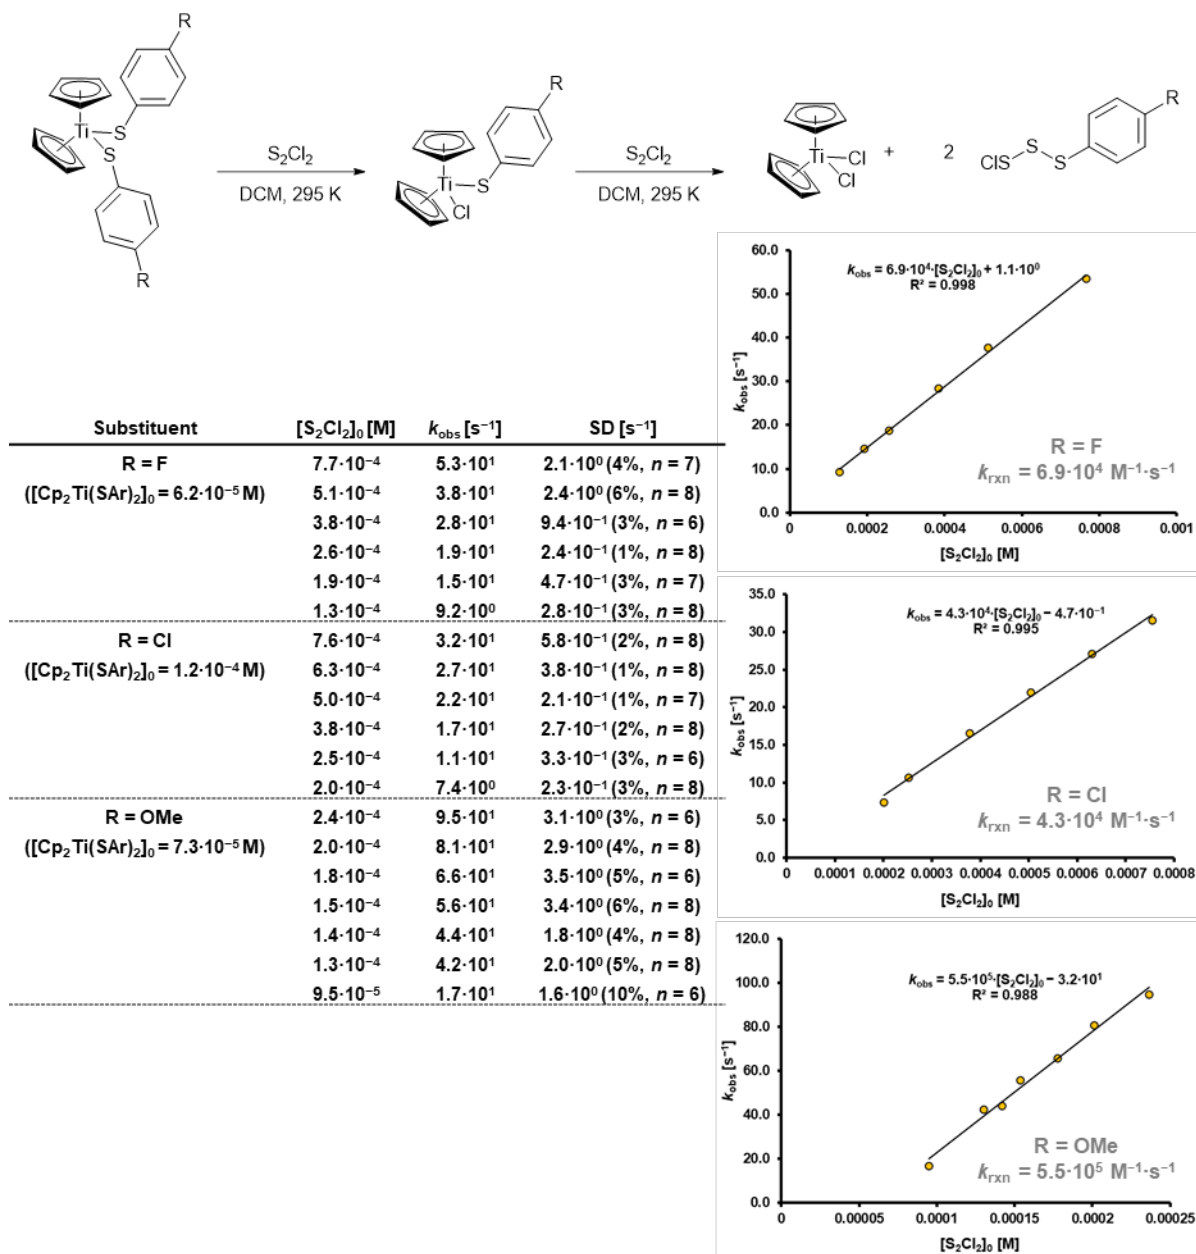 R
R
Ti
S
S
R
S₂Cl₂
DCM, 295 K
R
Ti
S
Cl
S₂Cl₂
DCM, 295 K
Ti
Cl
Cl
+
2
ClS
S
S
R
Substituent [S₂Cl₂]₀ [M] kobs [s⁻¹] SD [s⁻¹]
R = F 7.7·10⁻⁴ 5.3·10¹ 2.1·10⁰ (4%, n = 7)
([Cp₂Ti(SAr)₂]₀ = 6.2·10⁻⁵ M) 5.1·10⁻⁴ 3.8·10¹ 2.4·10⁰ (6%, n = 8)
3.8·10⁻⁴ 2.8·10¹ 9.4·10⁻¹ (3%, n = 6)
2.6·10⁻⁴ 1.9·10¹ 2.4·10⁻¹ (1%, n = 8)
1.9·10⁻⁴ 1.5·10¹ 4.7·10⁻¹ (3%, n = 7)
1.3·10⁻⁴ 9.2·10⁰ 2.8·10⁻¹ (3%, n = 8)
R = Cl 7.6·10⁻⁴ 3.2·10¹ 5.8·10⁻¹ (2%, n = 8)
([Cp₂Ti(SAr)₂]₀ = 1.2·10⁻⁴ M) 6.3·10⁻⁴ 2.7·10¹ 3.8·10⁻¹ (1%, n = 8)
5.0·10⁻⁴ 2.2·10¹ 2.1·10⁻¹ (1%, n = 7)
3.8·10⁻⁴ 1.7·10¹ 2.7·10⁻¹ (2%, n = 8)
2.5·10⁻⁴ 1.1·10¹ 3.3·10⁻¹ (3%, n = 6)
2.0·10⁻⁴ 7.4·10⁰ 2.3·10⁻¹ (3%, n = 8)
R = OMe 2.4·10⁻⁴ 9.5·10¹ 3.1·10⁰ (3%, n = 6)
([Cp₂Ti(SAr)₂]₀ = 7.3·10⁻⁵ M) 2.0·10⁻⁴ 8.1·10¹ 2.9·10⁰ (4%, n = 8)
1.8·10⁻⁴ 6.6·10¹ 3.5·10⁰ (5%, n = 6)
1.5·10⁻⁴ 5.6·10¹ 3.4·10⁰ (6%, n = 8)
1.4·10⁻⁴ 4.4·10¹ 1.8·10⁰ (4%, n = 8)
1.3·10⁻⁴ 4.2·10¹ 2.0·10⁰ (5%, n = 8)
9.5·10⁻⁵ 1.7·10¹ 1.6·10⁰ (10%, n = 6)
kobs = 6.9·10⁴·[S₂Cl₂]₀ + 1.1·10⁰
R² = 0.998
kobs [s⁻¹]
60.0
50.0
40.0
30.0
20.0
10.0
0.0
R = F
krxn = 6.9·10⁴ M⁻¹·s⁻¹
0 0.0002 0.0004 0.0006 0.0008 0.001
[S₂Cl₂]₀ [M]
kobs = 4.3·10⁴·[S₂Cl₂]₀ − 4.7·10⁻¹
R² = 0.995
kobs [s⁻¹]
35.0
30.0
25.0
20.0
15.0
10.0
5.0
0.0
R = Cl
krxn = 4.3·10⁴ M⁻¹·s⁻¹
0 0.0001 0.0002 0.0003 0.0004 0.0005 0.0006 0.0007 0.0008
[S₂Cl₂]₀ [M]
kobs = 5.5·10⁵·[S₂Cl₂]₀ − 3.2·10¹
R² = 0.988
kobs [s⁻¹]
120.0
100.0
80.0
60.0
40.0
20.0
0.0
R = OMe
krxn = 5.5·10⁵ M⁻¹·s⁻¹
0 0.00005 0.0001 0.00015 0.0002 0.00025
[S₂Cl₂]₀ [M]